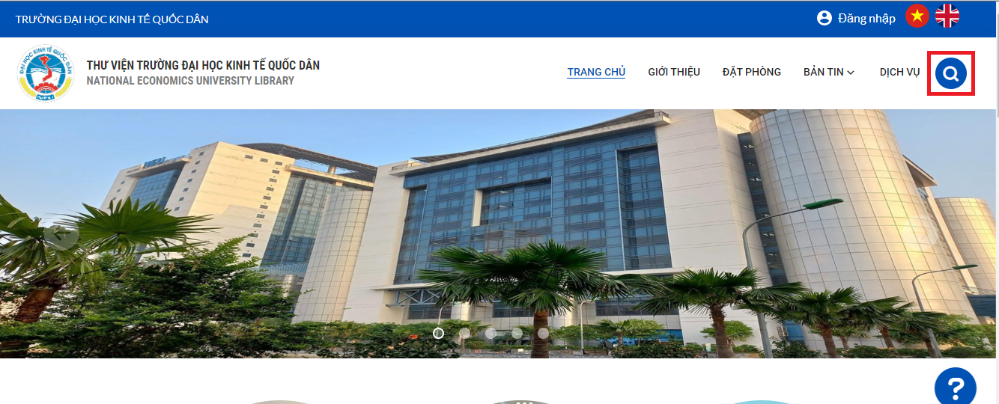 TRƯỜNG ĐẠI HỌC KINH TẾ QUỐC DÂN
Đăng nhập
ĐẠI HỌC KINH TẾ QUỐC DÂN
NEU
THƯ VIỆN TRƯỜNG ĐẠI HỌC KINH TẾ QUỐC DÂN
NATIONAL ECONOMICS UNIVERSITY LIBRARY
TRANG CHỦ
GIỚI THIỆU
ĐẶT PHÒNG
BẢN TIN
DỊCH VỤ
NEU
?